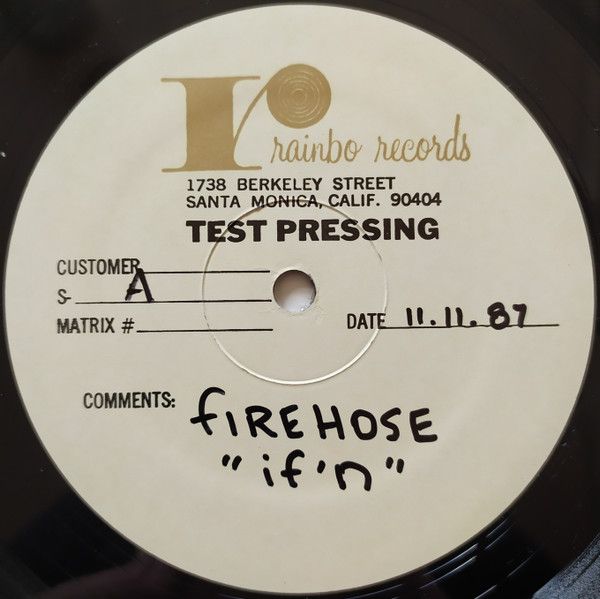 r rainbo records
1738 BERKELEY STREET
SANTA MONICA, CALIF. 90404
TEST PRESSING
CUSTOMER
S- A
MATRIX #
DATE 11.11.87
COMMENTS: fIREHOSE
"if'n"